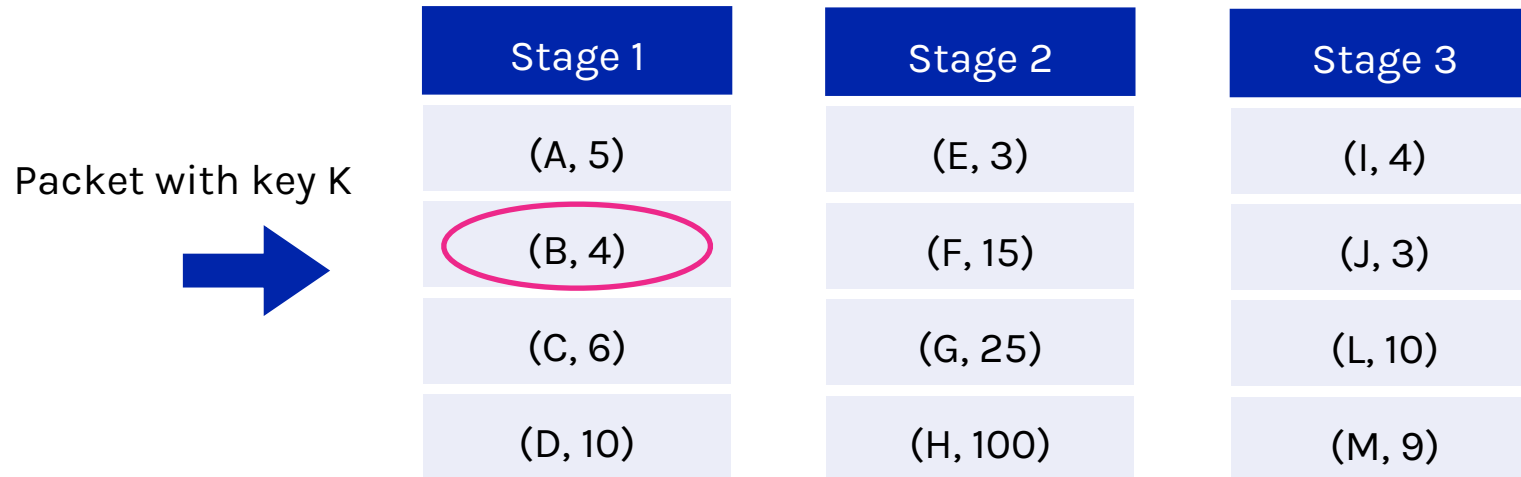 Stage 1
Stage 2
Stage 3
Packet with key K
(A, 5)
(E, 3)
(I, 4)
(B, 4)
(F, 15)
(J, 3)
(C, 6)
(G, 25)
(L, 10)
(D, 10)
(H, 100)
(M, 9)